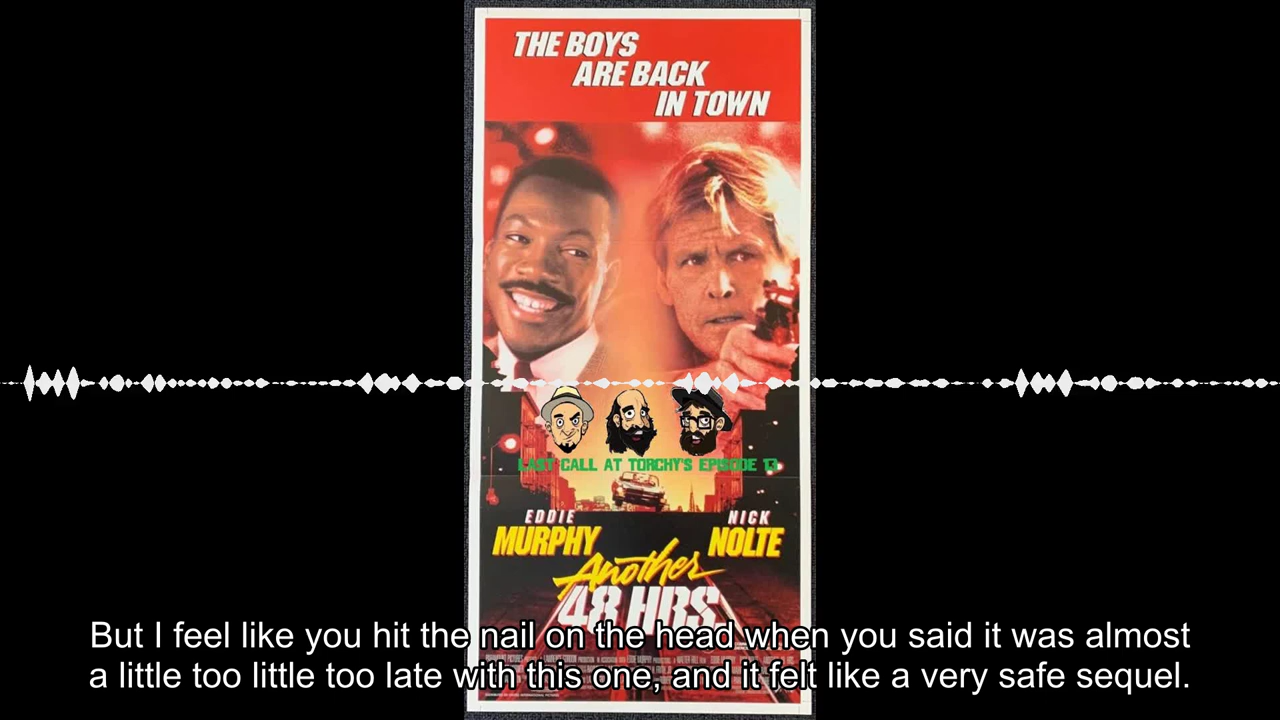 THE BOYS
ARE BACK
IN TOWN
LAST CALL AT TORCHY'S EPISODE 13
EDDIE
MURPHY
NICK
NOLTE
Another
48 HRS.
But I feel like you hit the nail on the head when you said it was almost
a little too little too late with this one, and it felt like a very safe sequel.